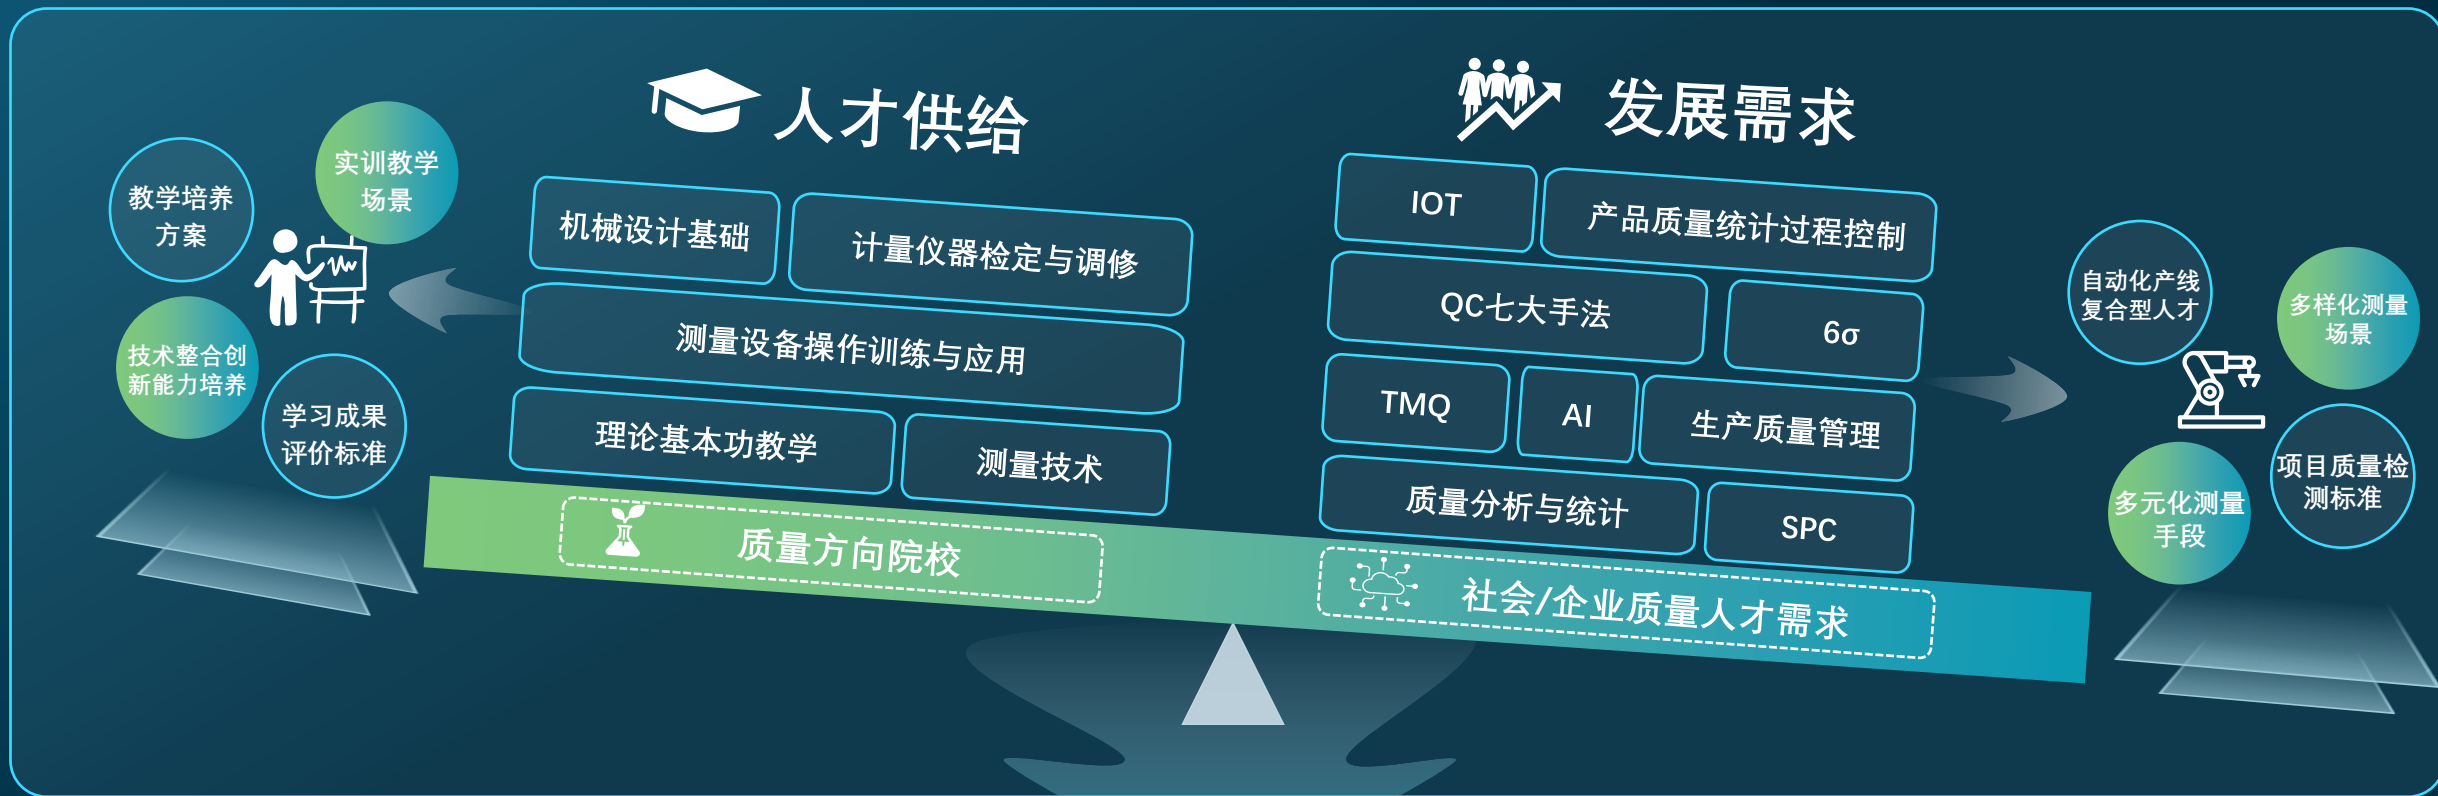 人才供给
发展需求
教学培养
方案
实训教学
场景
技术整合创
新能力培养
学习成果
评价标准
机械设计基础
计量仪器检定与调修
测量设备操作训练与应用
理论基本功教学
测量技术
质量方向院校
IOT
产品质量统计过程控制
QC七大手法
6σ
TMQ
AI
生产质量管理
质量分析与统计
SPC
社会/企业质量人才需求
自动化产线
复合型人才
多样化测量
场景
多元化测量
手段
项目质量检
测标准